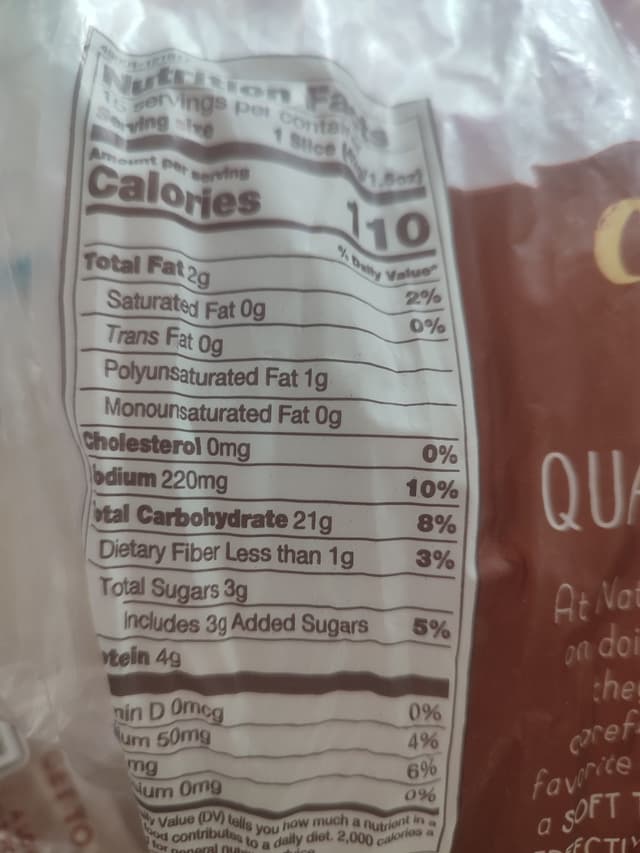 Nutrition Facts
servings per container
Serving size 1 Slice
Amount per serving
Calories 110
% Daily Value*
Total Fat 2g 2%
Saturated Fat 0g 0%
Trans Fat 0g
Polyunsaturated Fat 1g
Monounsaturated Fat 0g
Cholesterol 0mg 0%
odium 220mg 10%
otal Carbohydrate 21g 8%
Dietary Fiber Less than 1g 3%
Total Sugars 3g
Includes 3g Added Sugars 5%
tein 4g
min D 0mcg 0%
ium 50mg 4%
mg 6%
ium 0mg 0%
Value (DV) tells you how much a nutrient in a
contributes to a daily diet. 2,000 calories a
QUA
At Nat
on doi
the
caref
favorite
a SOFT